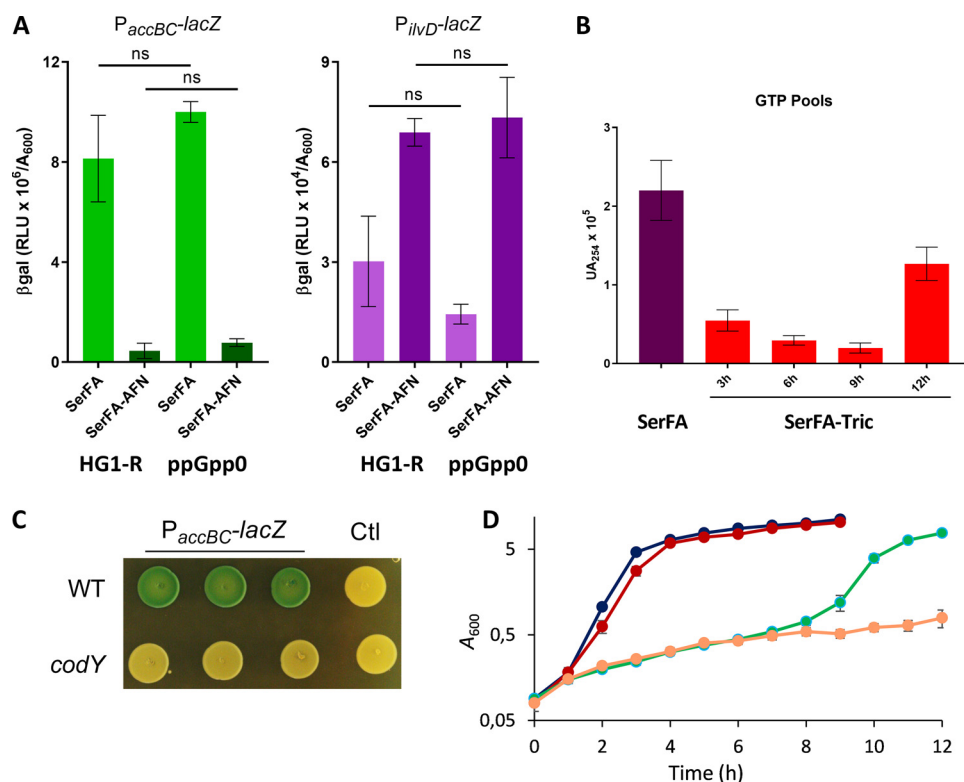 A
P_accBC-lacZ
ns
ns
βgal (RLU x 10⁶/A₆₀₀)
12
8
4
0
SerFA
SerFA-AFN
SerFA
SerFA-AFN
HG1-R ppGpp0
P_ilvD-lacZ
ns
ns
βgal (RLU x 10⁴/A₆₀₀)
9
6
3
0
SerFA
SerFA-AFN
SerFA
SerFA-AFN
HG1-R ppGpp0
B
GTP Pools
UA₂₅₄ x 10⁵
3
2
1
0
3h 6h 9h 12h
SerFA SerFA-Tric
C
P_accBC-lacZ Ctl
WT
codY
D
A₆₀₀
5
0,5
0,05
0 2 4 6 8 10 12
Time (h)